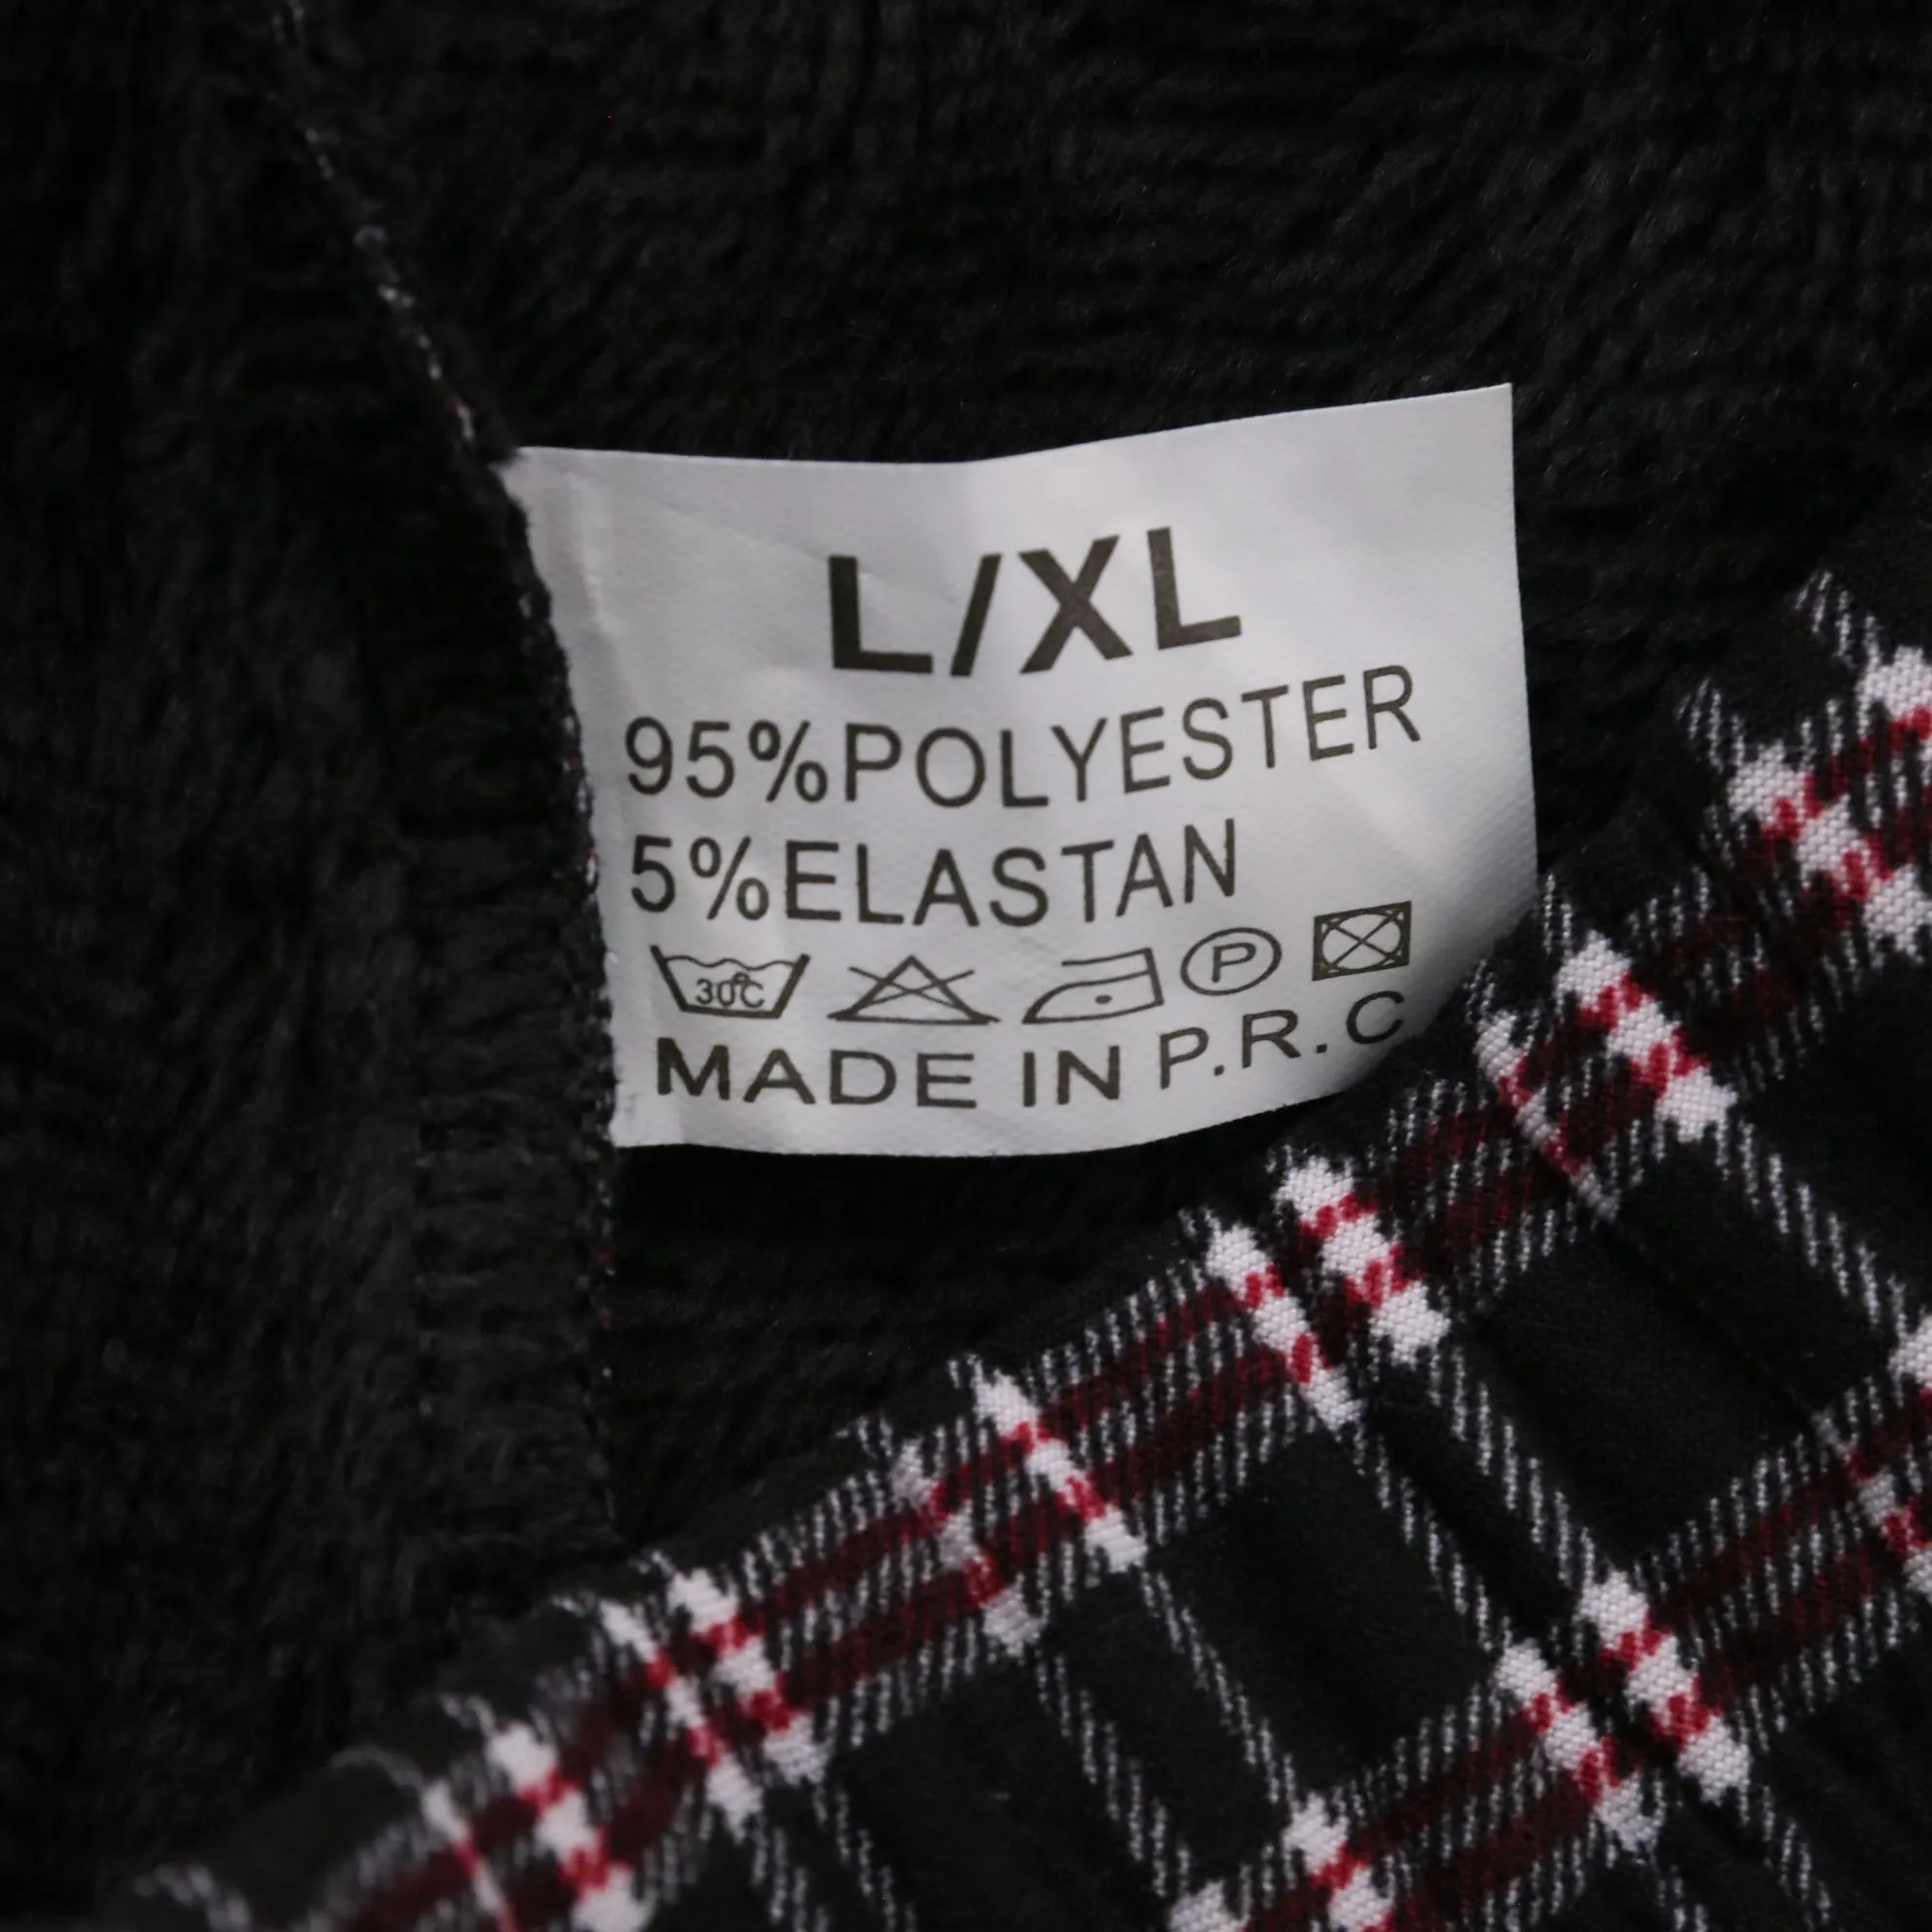 L/XL
95%POLYESTER
5%ELASTAN
30°C P
MADE IN P.R.C